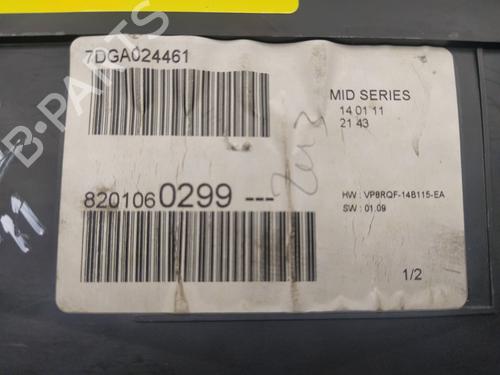 7DGA024461
MID SERIES
14 01 11
21 43
8201060299---
HW : VP8RQF-14B115-EA
SW : 01.09
1/2
B-PARTS